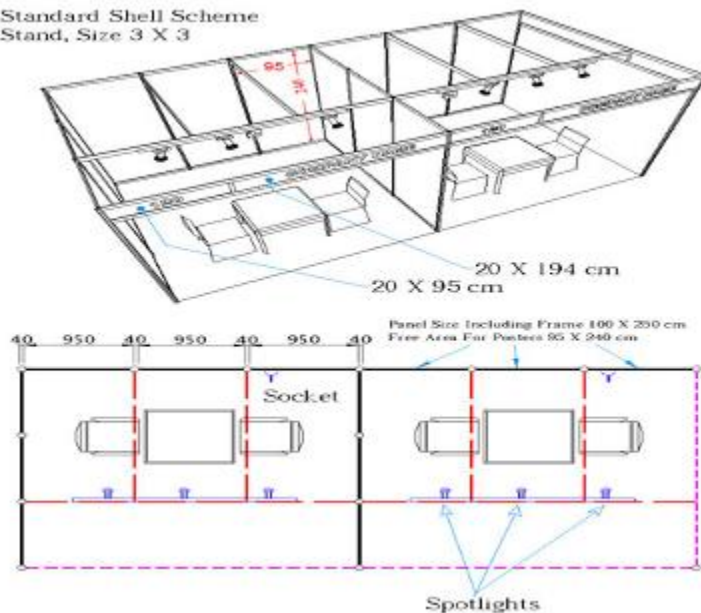 Standard Shell Scheme
Stand, Size 3 X 3
95
20 X 194 cm
20 X 95 cm
Panel Size Including Frame 100 X 250 cm
Free Area For Posters 95 X 240 cm
40 950 40 950 40 950 40
Socket
Spotlights